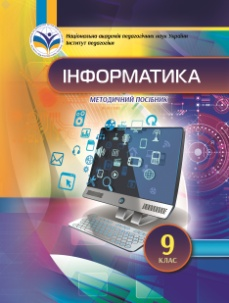 Національна академія педагогічних наук України
Інститут педагогіки
ІНФОРМАТИКА
МЕТОДИЧНИЙ ПОСІБНИК
9
КЛАС